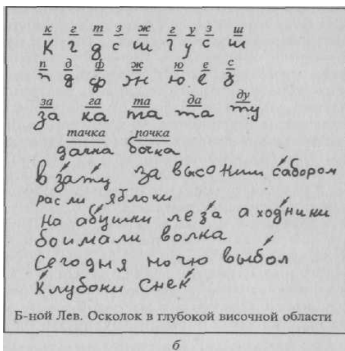 к г т з ж г у з ш
к г д с ш г у с ш
п д ф ж ю е с
п д ф ж ю е з
за га та да ду
за ка та та ту
тачка почка
дачка бочка
в зату за высоким сабором
расли яблоки
На абушки леза а ходники
боимали волка
Сегодня ночю выбол
Клубоки снек
Б-ной Лев. Осколок в глубокой височной области
б